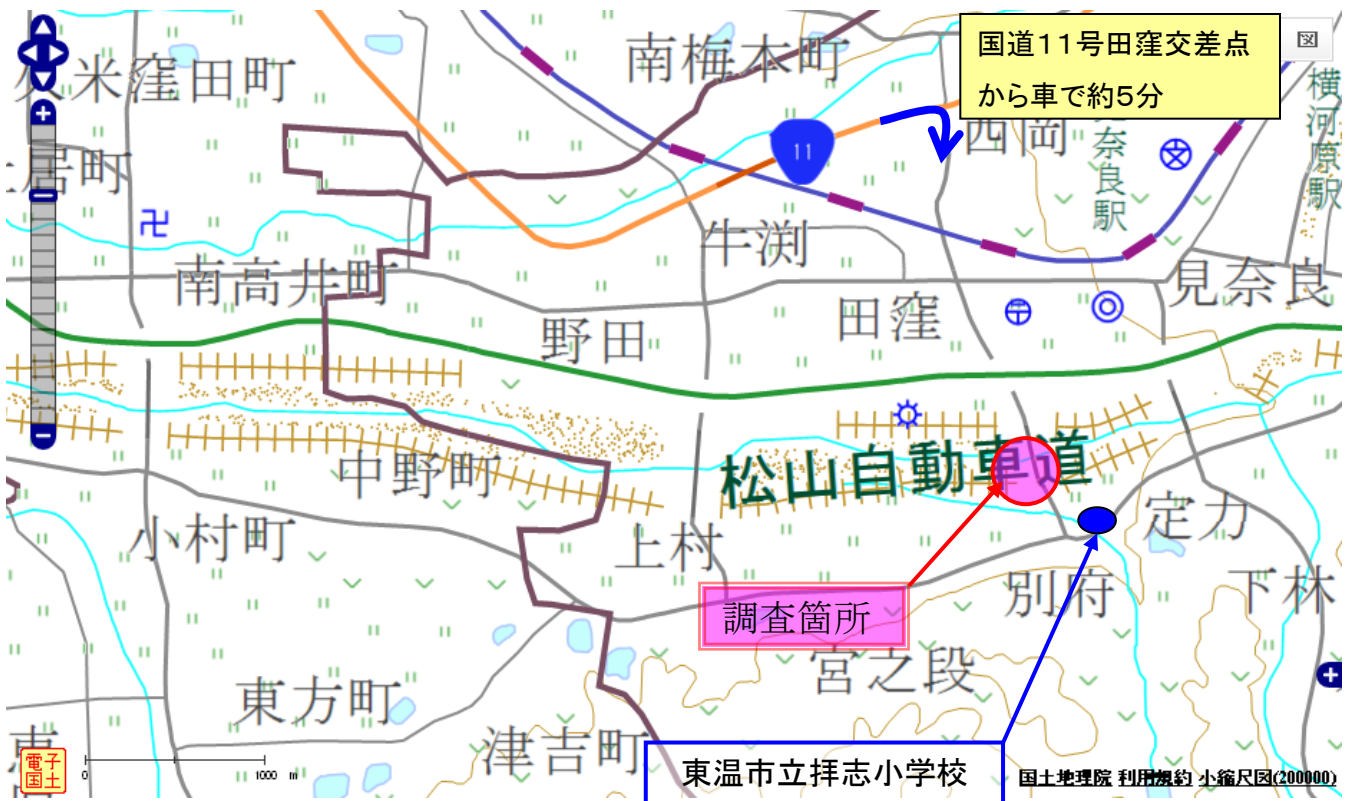 国道11号田窪交差点
から車で約5分
図
南梅本町
久米窪田町
横河原駅
11
西岡
見奈良駅
土居町
牛渕
南高井町
見奈良
田窪
野田
松山自動車道
中野町
定力
小村町
上村
別府
下林
調査箇所
宮之段
東方町
津吉町
東温市立拝志小学校
電子
国土
0
1000 m
国土地理院 利用規約 小縮尺図(200000)